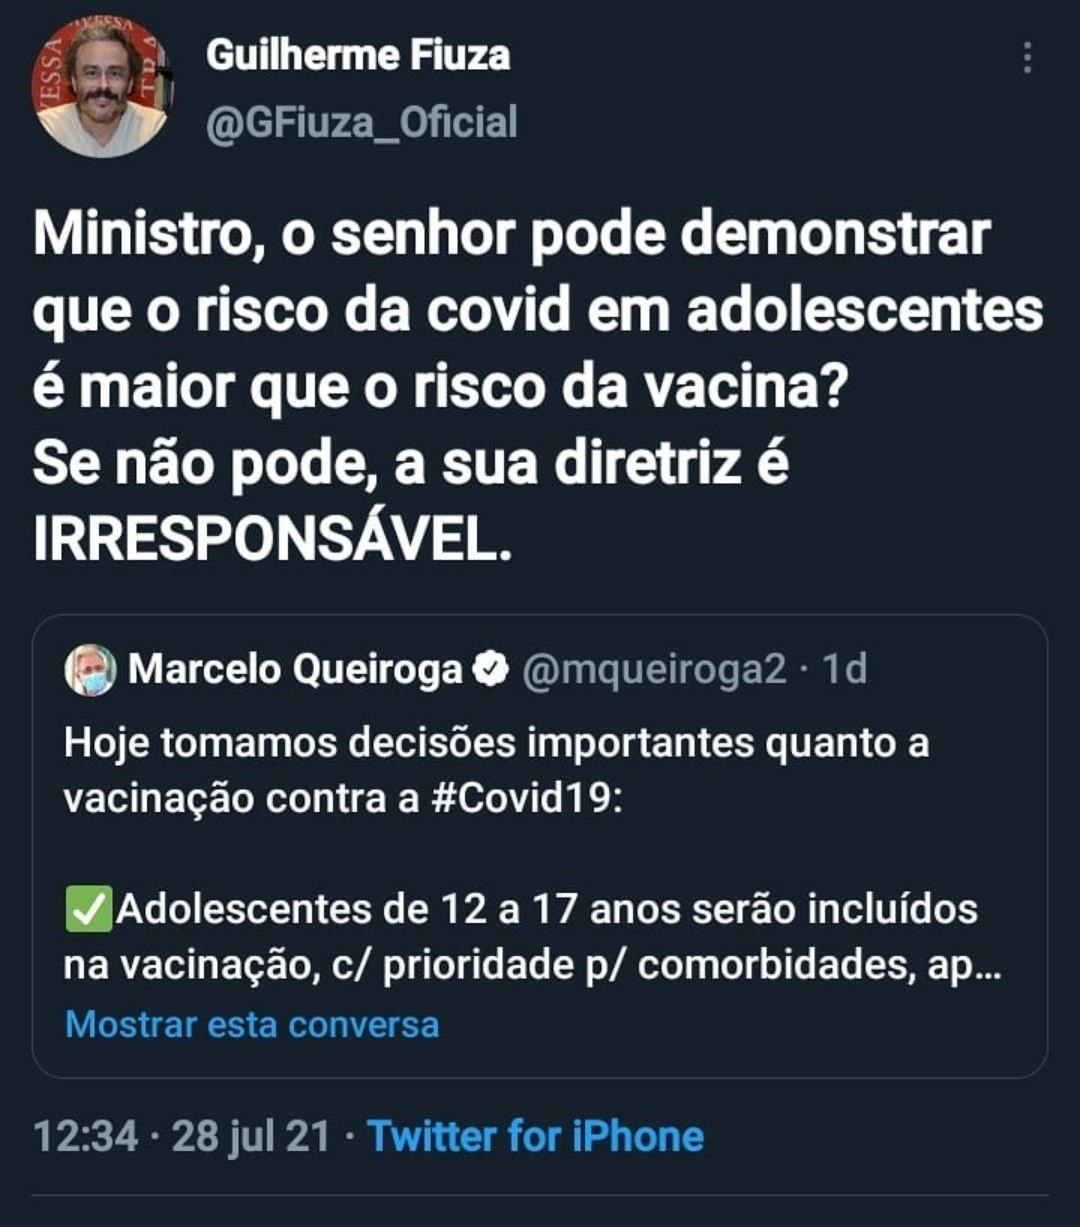 Guilherme Fiuza
@GFiuza_Oficial
Ministro, o senhor pode demonstrar
que o risco da covid em adolescentes
é maior que o risco da vacina?
Se não pode, a sua diretriz é
IRRESPONSÁVEL.
Marcelo Queiroga @mqueiroga2 · 1d
Hoje tomamos decisões importantes quanto a
vacinação contra a #Covid19:
✅Adolescentes de 12 a 17 anos serão incluídos
na vacinação, c/ prioridade p/ comorbidades, ap...
Mostrar esta conversa
12:34 · 28 jul 21 · Twitter for iPhone